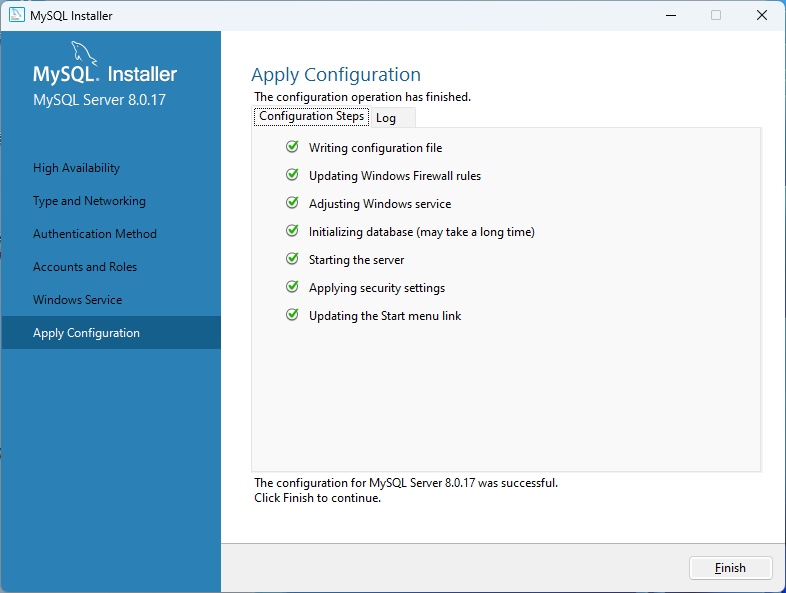 MySQL Installer
MySQL. Installer
MySQL Server 8.0.17
High Availability
Type and Networking
Authentication Method
Accounts and Roles
Windows Service
Apply Configuration
Apply Configuration
The configuration operation has finished.
Configuration Steps
Log
Writing configuration file
Updating Windows Firewall rules
Adjusting Windows service
Initializing database (may take a long time)
Starting the server
Applying security settings
Updating the Start menu link
The configuration for MySQL Server 8.0.17 was successful.
Click Finish to continue.
Finish